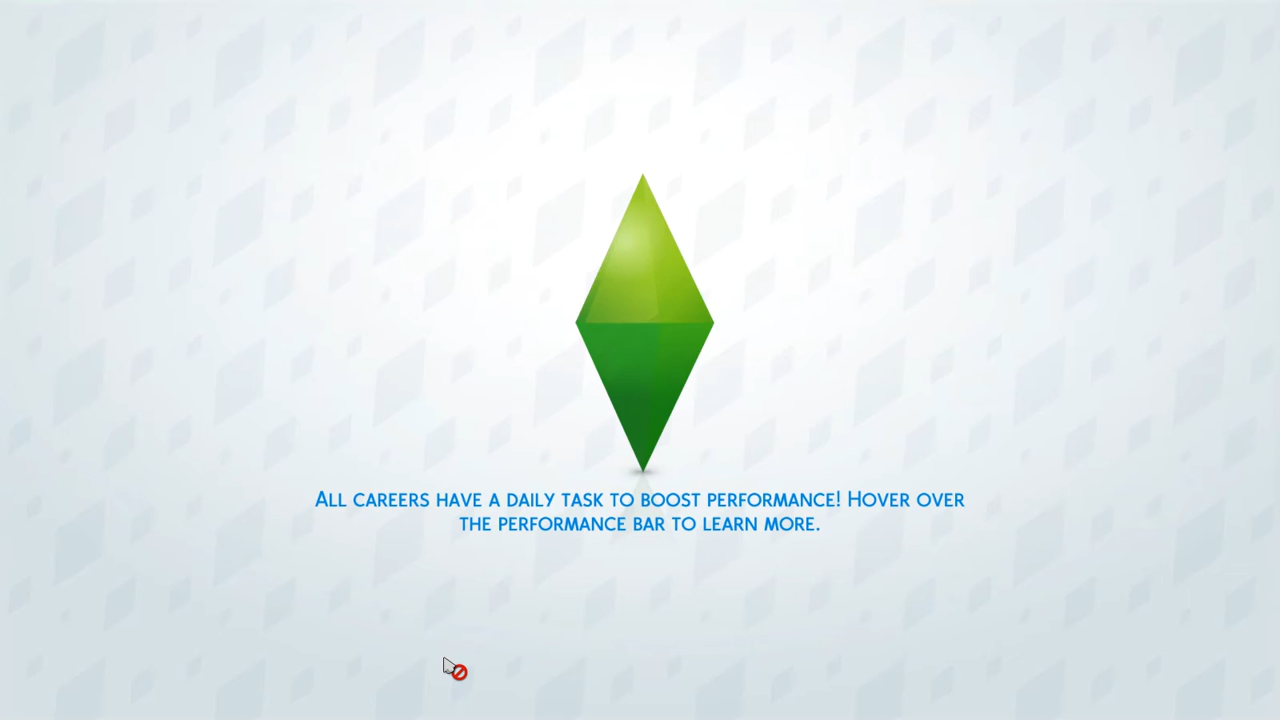 All careers have a daily task to boost performance! Hover over
the performance bar to learn more.